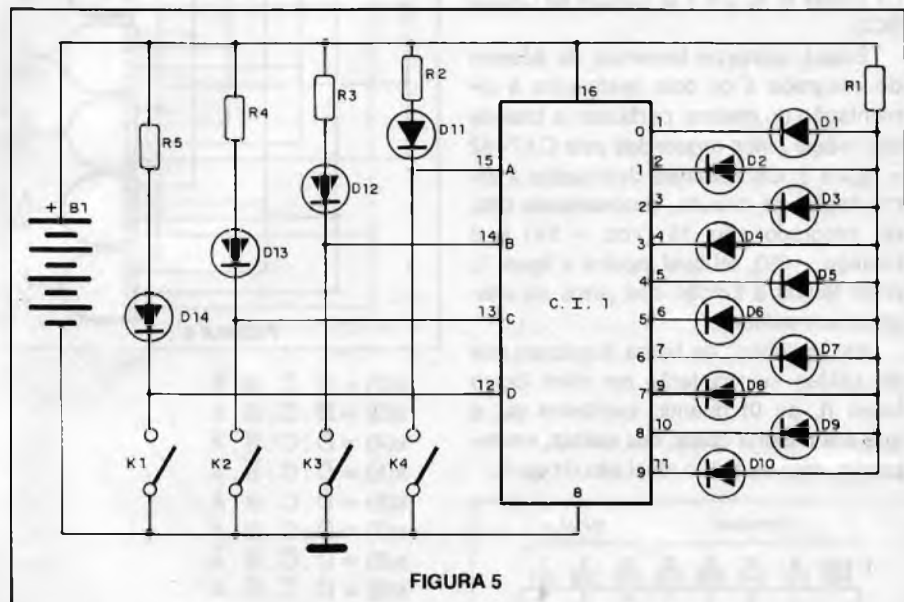 R1
R2
R3
R4
R5
+ B1
D11
D12
D13
D14
16
15
A
14
B
13
C
12
D
C.I. 1
8
1
0
D1
2
1
D2
3
2
D3
4
3
D4
5
4
D5
6
5
D6
7
6
D7
9
7
D8
10
8
D9
11
9
D10
K1
K2
K3
K4
FIGURA 5